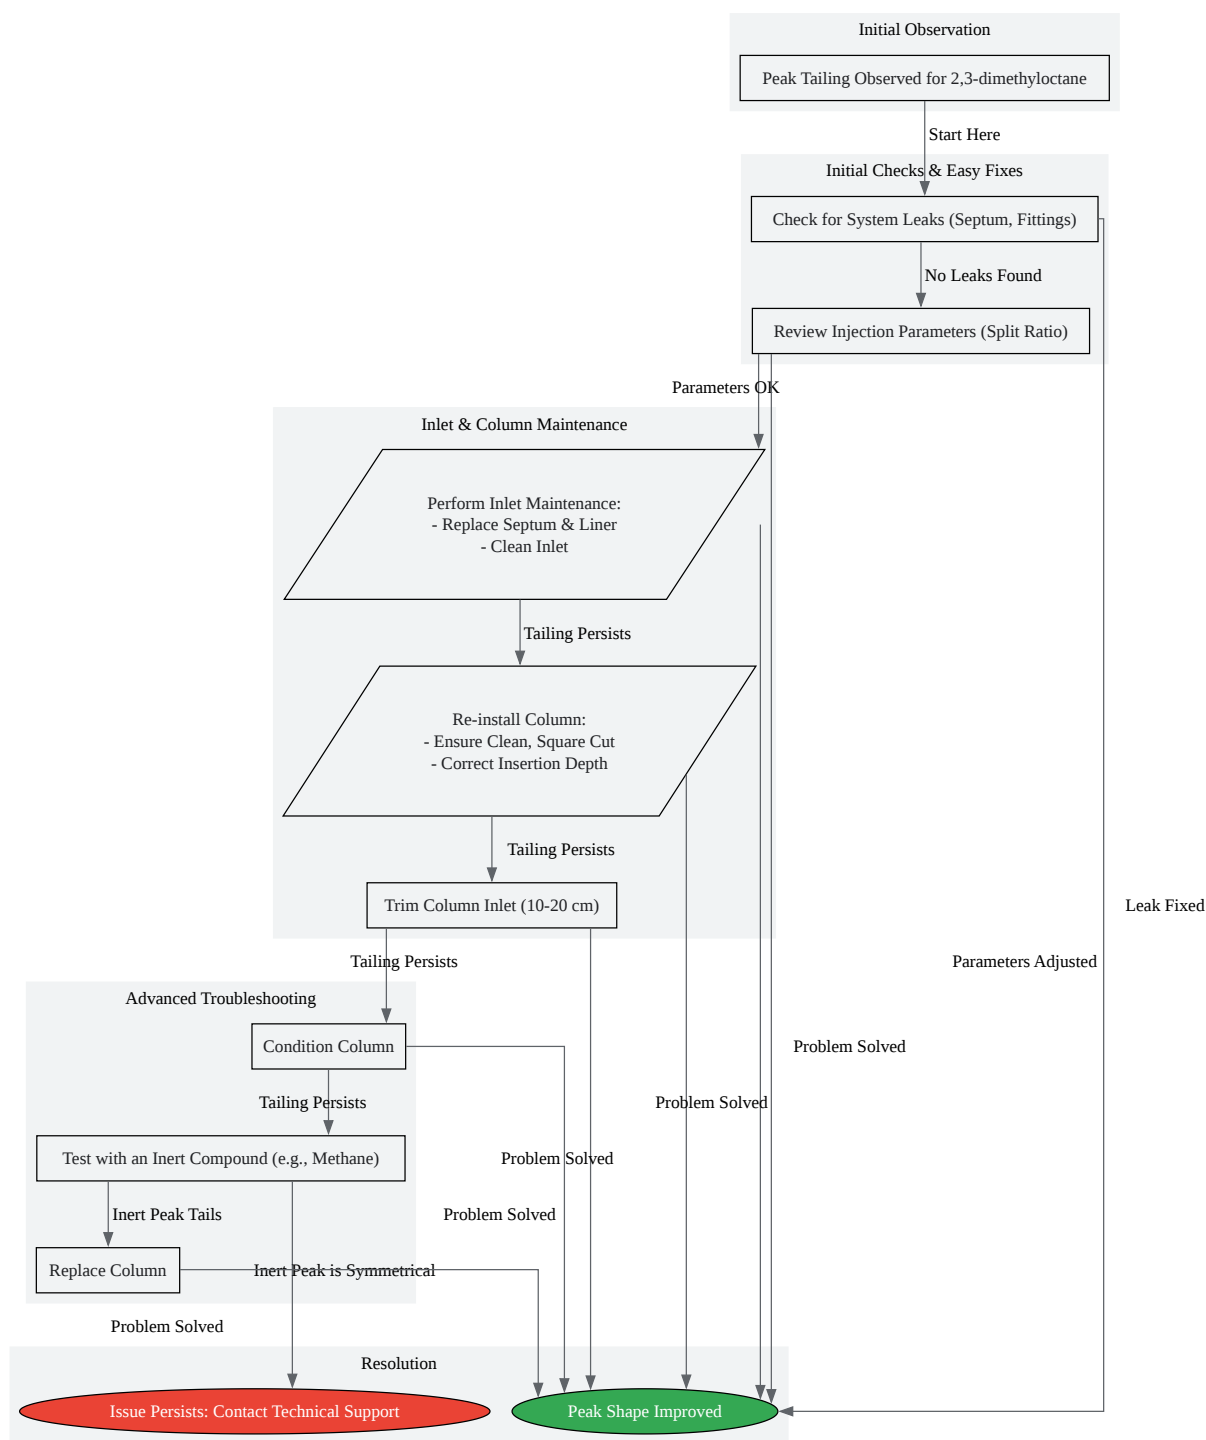 Initial Observation
Peak Tailing Observed for 2,3-dimethyloctane
Start Here
Initial Checks & Easy Fixes
Check for System Leaks (Septum, Fittings)
No Leaks Found
Review Injection Parameters (Split Ratio)
Parameters OK
Inlet & Column Maintenance
Perform Inlet Maintenance:
- Replace Septum & Liner
- Clean Inlet
Tailing Persists
Re-install Column:
- Ensure Clean, Square Cut
- Correct Insertion Depth
Tailing Persists
Trim Column Inlet (10-20 cm)
Leak Fixed
Tailing Persists
Parameters Adjusted
Advanced Troubleshooting
Condition Column
Problem Solved
Tailing Persists
Problem Solved
Test with an Inert Compound (e.g., Methane)
Problem Solved
Inert Peak Tails
Problem Solved
Replace Column
Inert Peak is Symmetrical
Problem Solved
Resolution
Issue Persists: Contact Technical Support
Peak Shape Improved